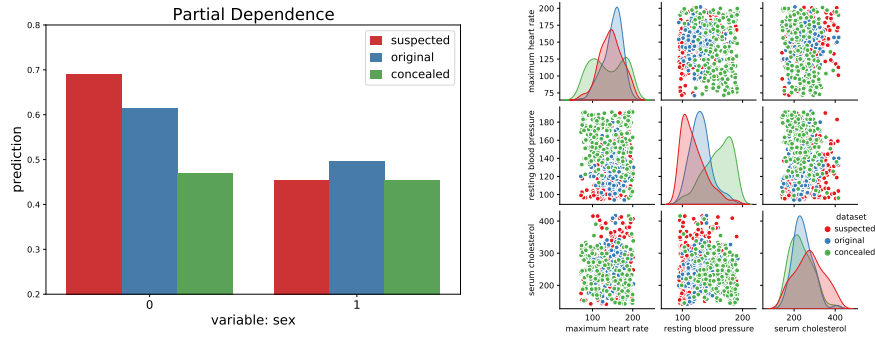 Partial Dependence
0.8
0.7
0.6
0.5
0.4
0.3
0.2
prediction
suspected
original
concealed
0
1
variable: sex
maximum heart rate
200
175
150
125
100
75
resting blood pressure
180
160
140
120
100
serum cholesterol
400
300
200
100
200
maximum heart rate
100
200
resting blood pressure
200
400
serum cholesterol
dataset
suspected
original
concealed